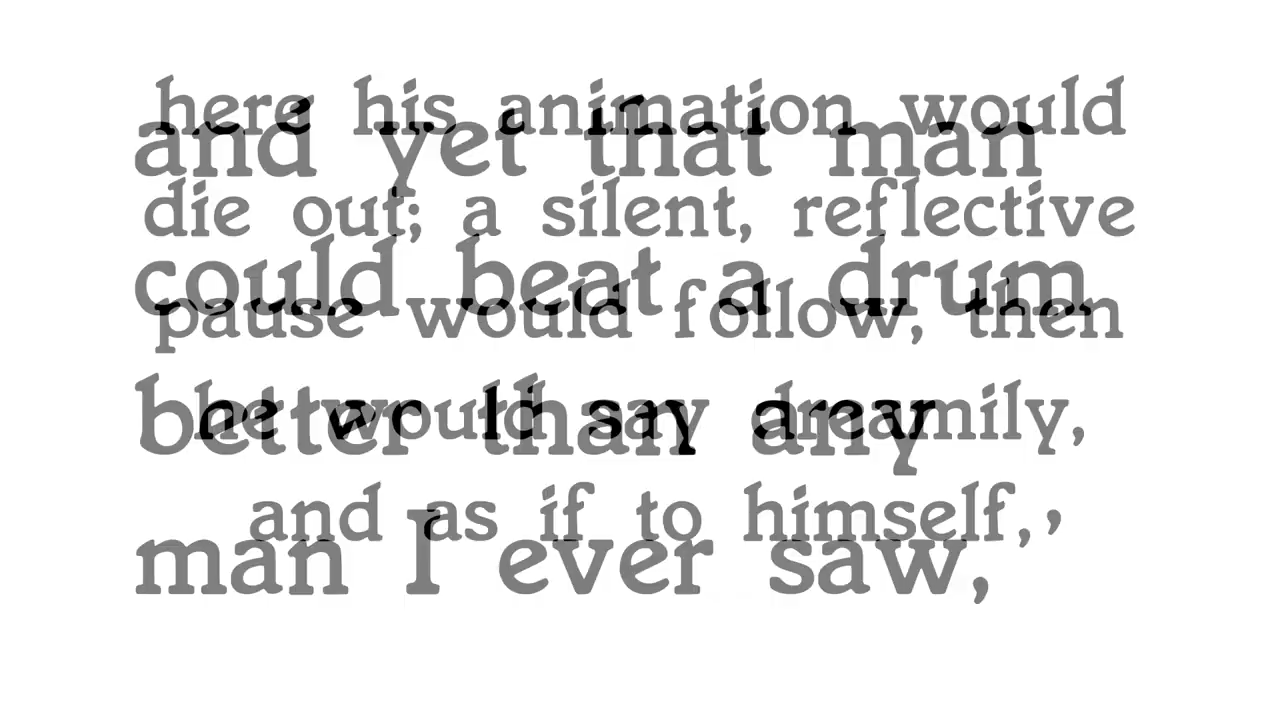 here his animation would
die out; a silent, reflective
pause would follow, then
he would say dreamily,
and as if to himself, ’
and yet that man
could beat a drum
better than any
man I ever saw,